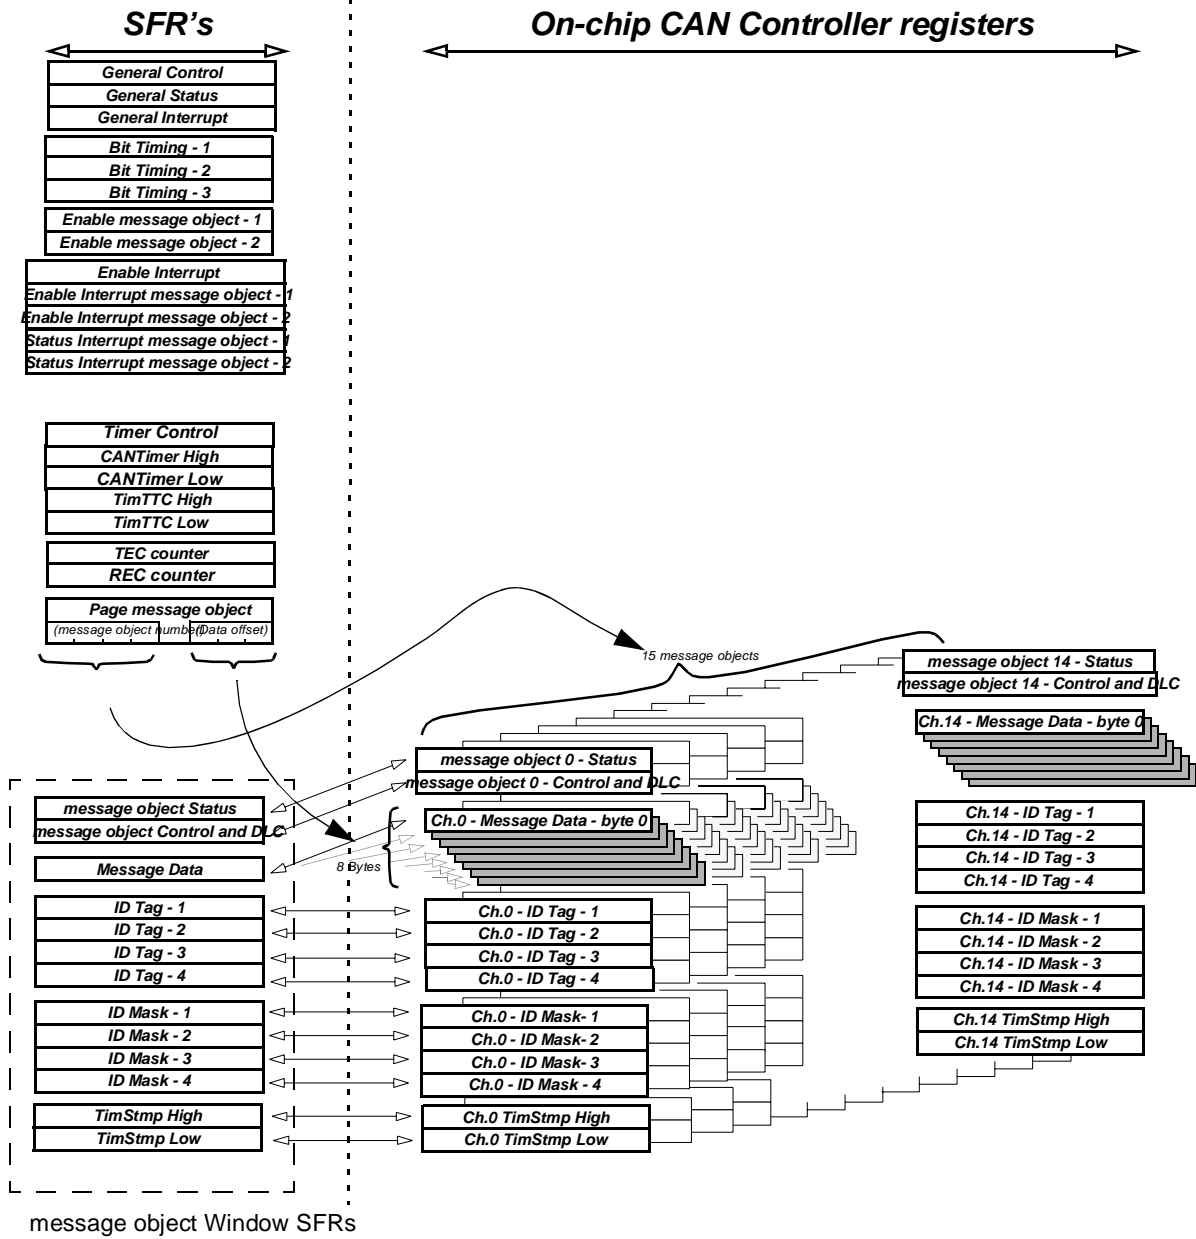 SFR's
On-chip CAN Controller registers
General Control
General Status
General Interrupt
Bit Timing - 1
Bit Timing - 2
Bit Timing - 3
Enable message object - 1
Enable message object - 2
Enable Interrupt
Enable Interrupt message object - 1
Enable Interrupt message object - 2
Status Interrupt message object - 1
Status Interrupt message object - 2
Timer Control
CANTimer High
CANTimer Low
TimTTC High
TimTTC Low
TEC counter
REC counter
Page message object
(message object number)
(Data offset)
message object Status
message object Control and DLC
Message Data
ID Tag - 1
ID Tag - 2
ID Tag - 3
ID Tag - 4
ID Mask - 1
ID Mask - 2
ID Mask - 3
ID Mask - 4
TimStmp High
TimStmp Low
message object Window SFRs
15 message objects
message object 0 - Status
message object 0 - Control and DLC
8 Bytes
Ch.0 - Message Data - byte 0
Ch.0 - ID Tag - 1
Ch.0 - ID Tag - 2
Ch.0 - ID Tag - 3
Ch.0 - ID Tag - 4
Ch.0 - ID Mask- 1
Ch.0 - ID Mask- 2
Ch.0 - ID Mask- 3
Ch.0 - ID Mask - 4
Ch.0 TimStmp High
Ch.0 TimStmp Low
message object 14 - Status
message object 14 - Control and DLC
Ch.14 - Message Data - byte 0
Ch.14 - ID Tag - 1
Ch.14 - ID Tag - 2
Ch.14 - ID Tag - 3
Ch.14 - ID Tag - 4
Ch.14 - ID Mask - 1
Ch.14 - ID Mask - 2
Ch.14 - ID Mask - 3
Ch.14 - ID Mask - 4
Ch.14 TimStmp High
Ch.14 TimStmp Low